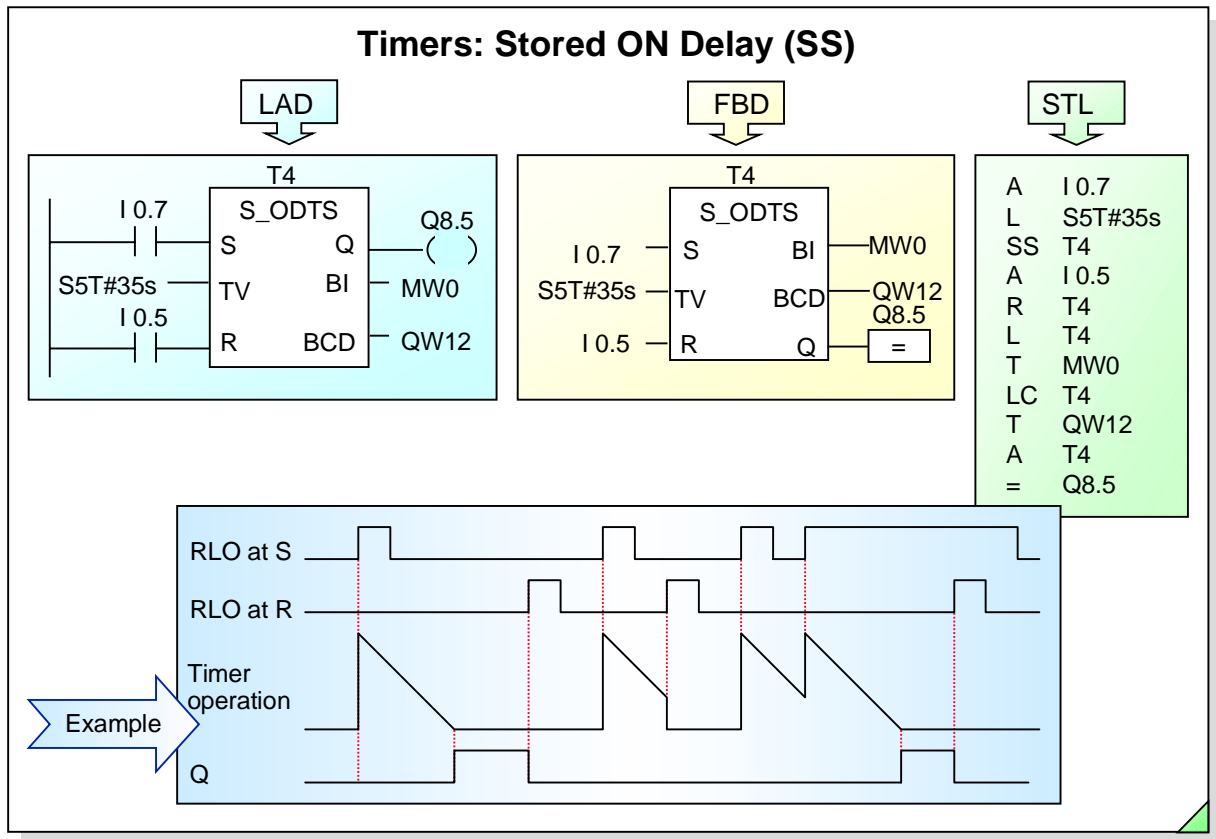 Timers: Stored ON Delay (SS)
LAD
T4
S_ODTS
I 0.7
S
Q
Q8.5
( )
S5T#35s
TV
BI
MW0
I 0.5
R
BCD
QW12
FBD
T4
S_ODTS
I 0.7
S
BI
MW0
S5T#35s
TV
BCD
QW12
Q8.5
I 0.5
R
Q
=
STL
A I 0.7
L S5T#35s
SS T4
A I 0.5
R T4
L T4
T MW0
LC T4
T QW12
A T4
= Q8.5
Example
RLO at S
RLO at R
Timer
operation
Q